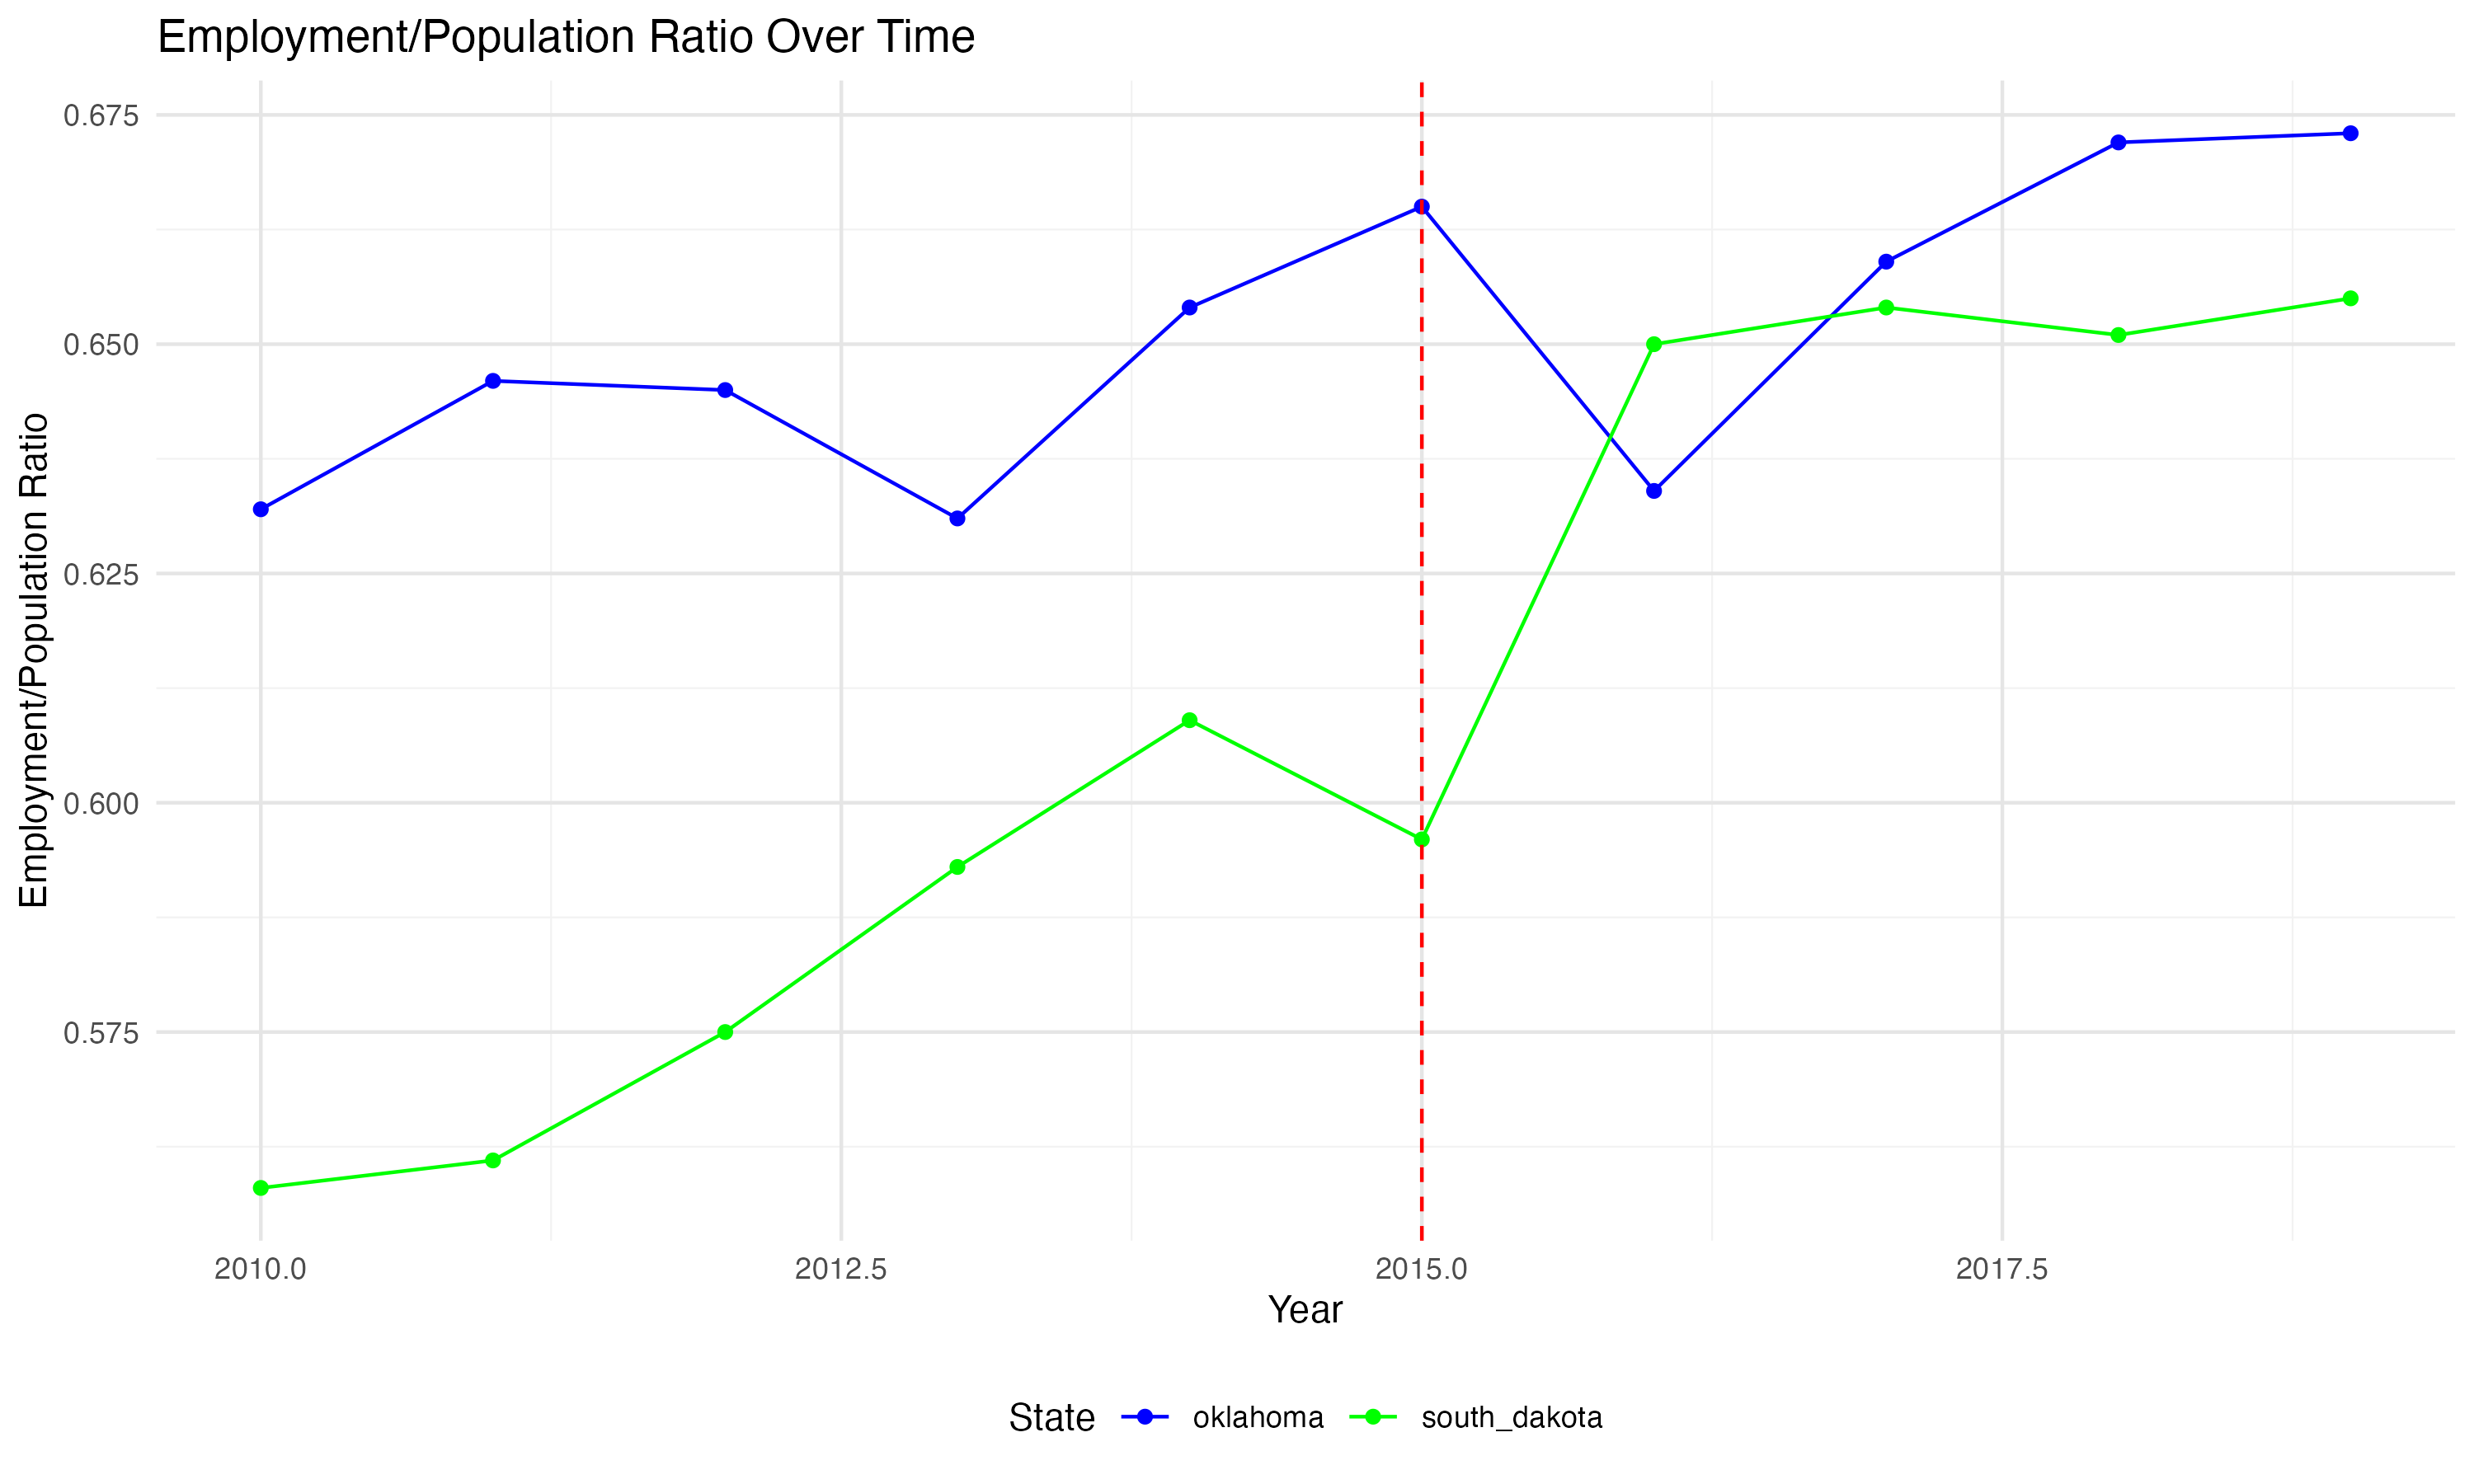 Employment/Population Ratio Over Time
Employment/Population Ratio
0.675
0.650
0.625
0.600
0.575
2010.0 2012.5 2015.0 2017.5
Year
State oklahoma south_dakota